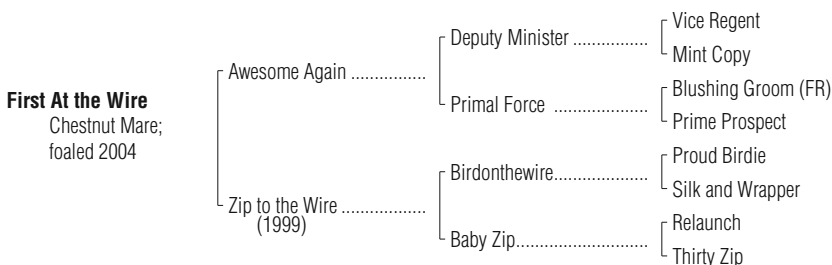 First At the Wire
Chestnut Mare;
foaled 2004
Awesome Again ................
Zip to the Wire ..................
(1999)
Deputy Minister ................
Primal Force ....................
Birdonthewire....................
Baby Zip............................
Vice Regent
Mint Copy
Blushing Groom (FR)
Prime Prospect
Proud Birdie
Silk and Wrapper
Relaunch
Thirty Zip